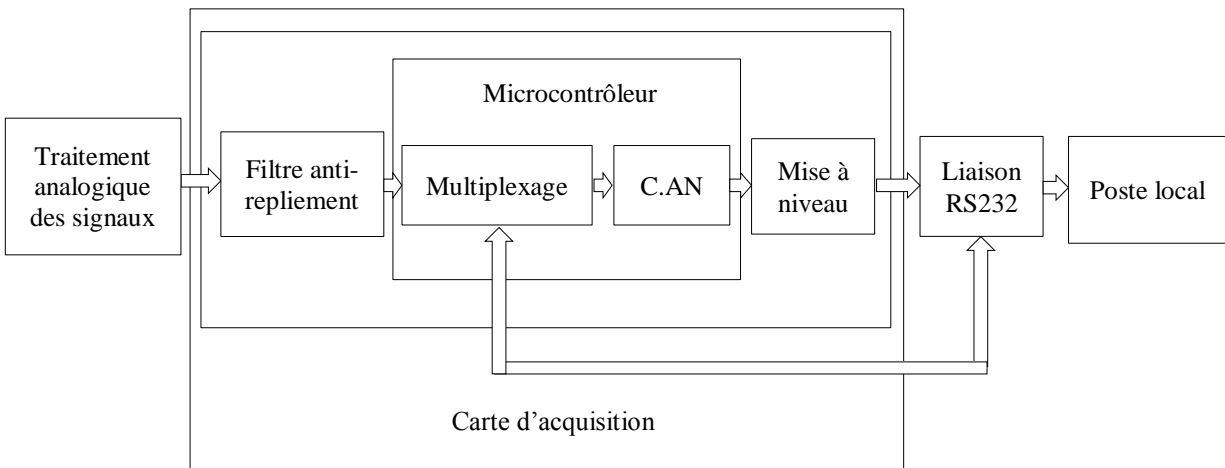 Microcontrôleur
Traitement
analogique
des signaux
Filtre anti-
repliement
Multiplexage
C.AN
Mise à
niveau
Liaison
RS232
Poste local
Carte d’acquisition